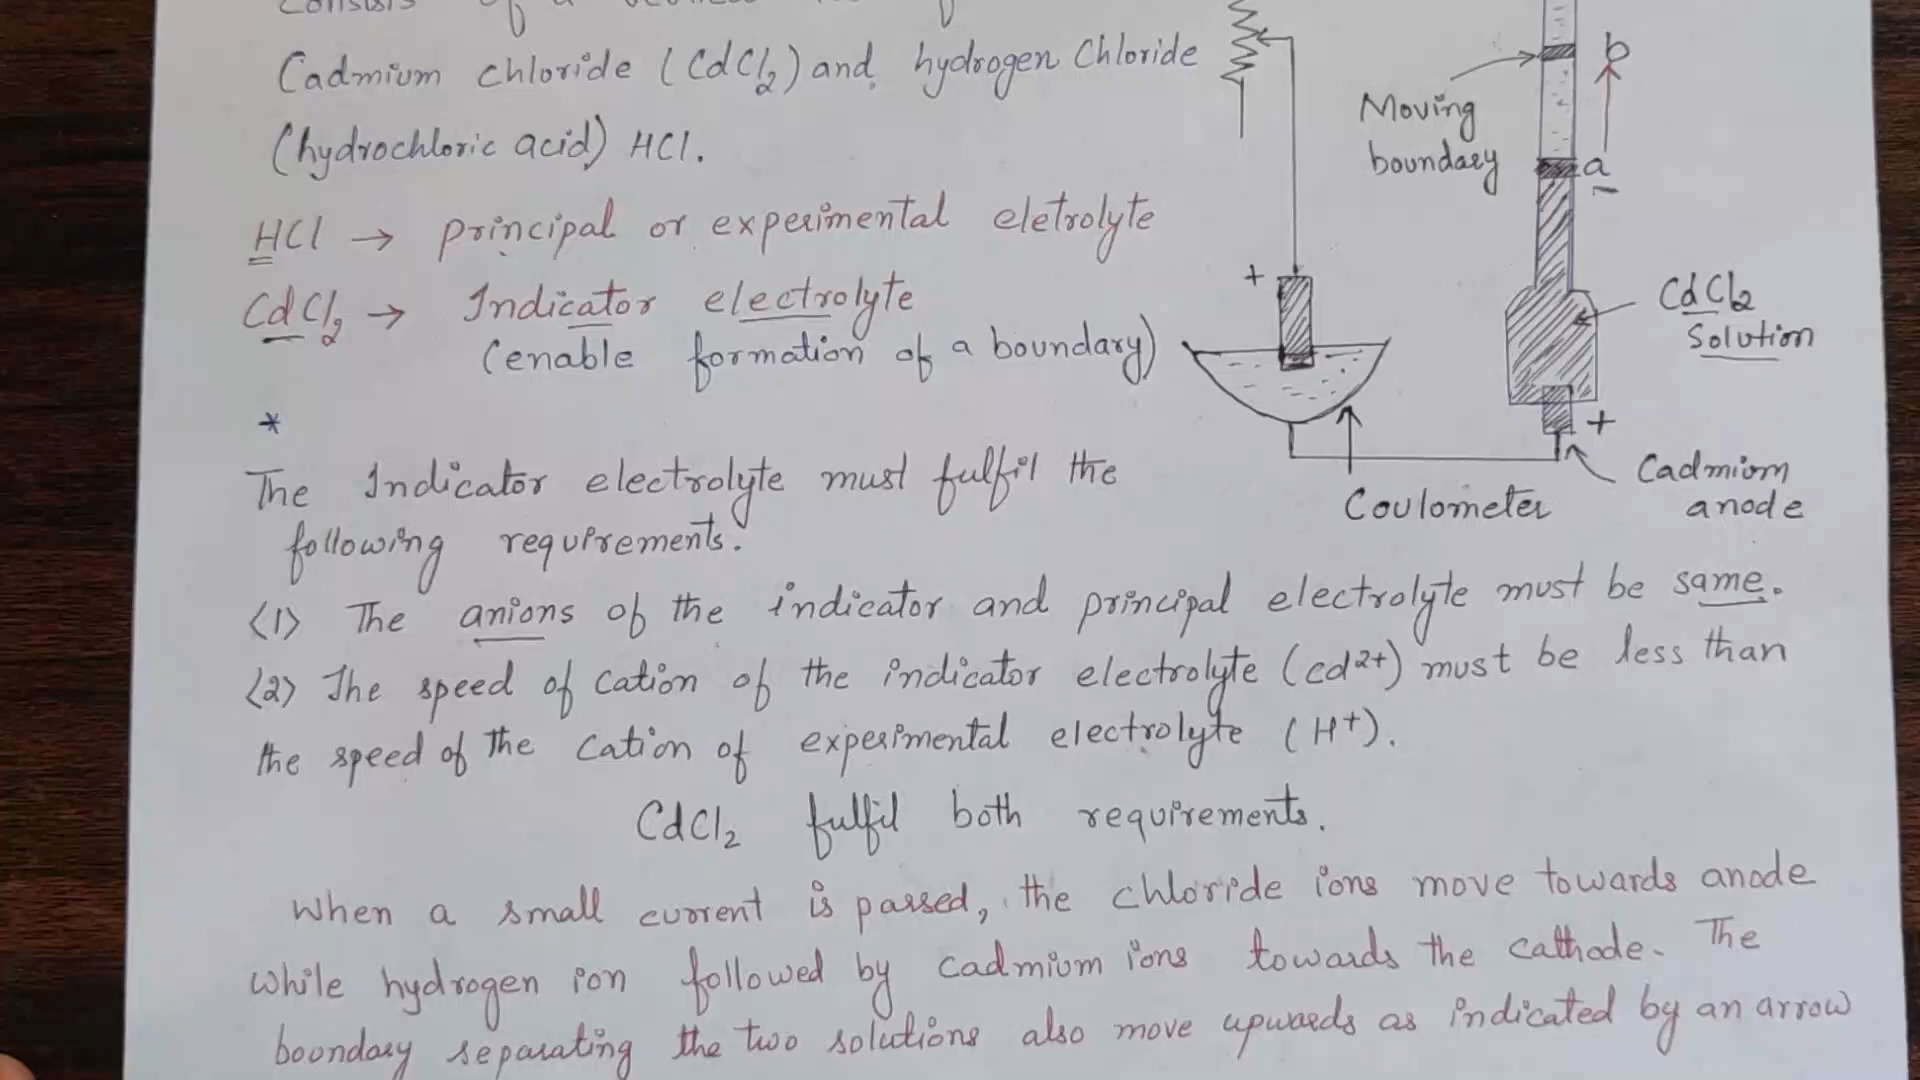 Cadmium chloride (CdCl2) and hydrogen Chloride
(hydrochloric acid) HCl.
HCl → principal or experimental eletrolyte
CdCl2 → Indicator electrolyte
(enable formation of a boundary)
*
The Indicator electrolyte must fulfil the
following requirements.
<1> The anions of the indicator and principal electrolyte must be same.
<2> The speed of cation of the indicator electrolyte (cd2+) must be less than
the speed of the cation of experimental electrolyte (H+).
CdCl2 fulfil both requirements.
When a small current is passed, the chloride ions move towards anode
while hydrogen ion followed by cadmium ions towards the cathode. The
boundary separating the two solutions also move upwards as indicated by an arrow
b
Moving
boundary
a
+
CdCl2
Solution
+
Cadmium
anode
Coulometer